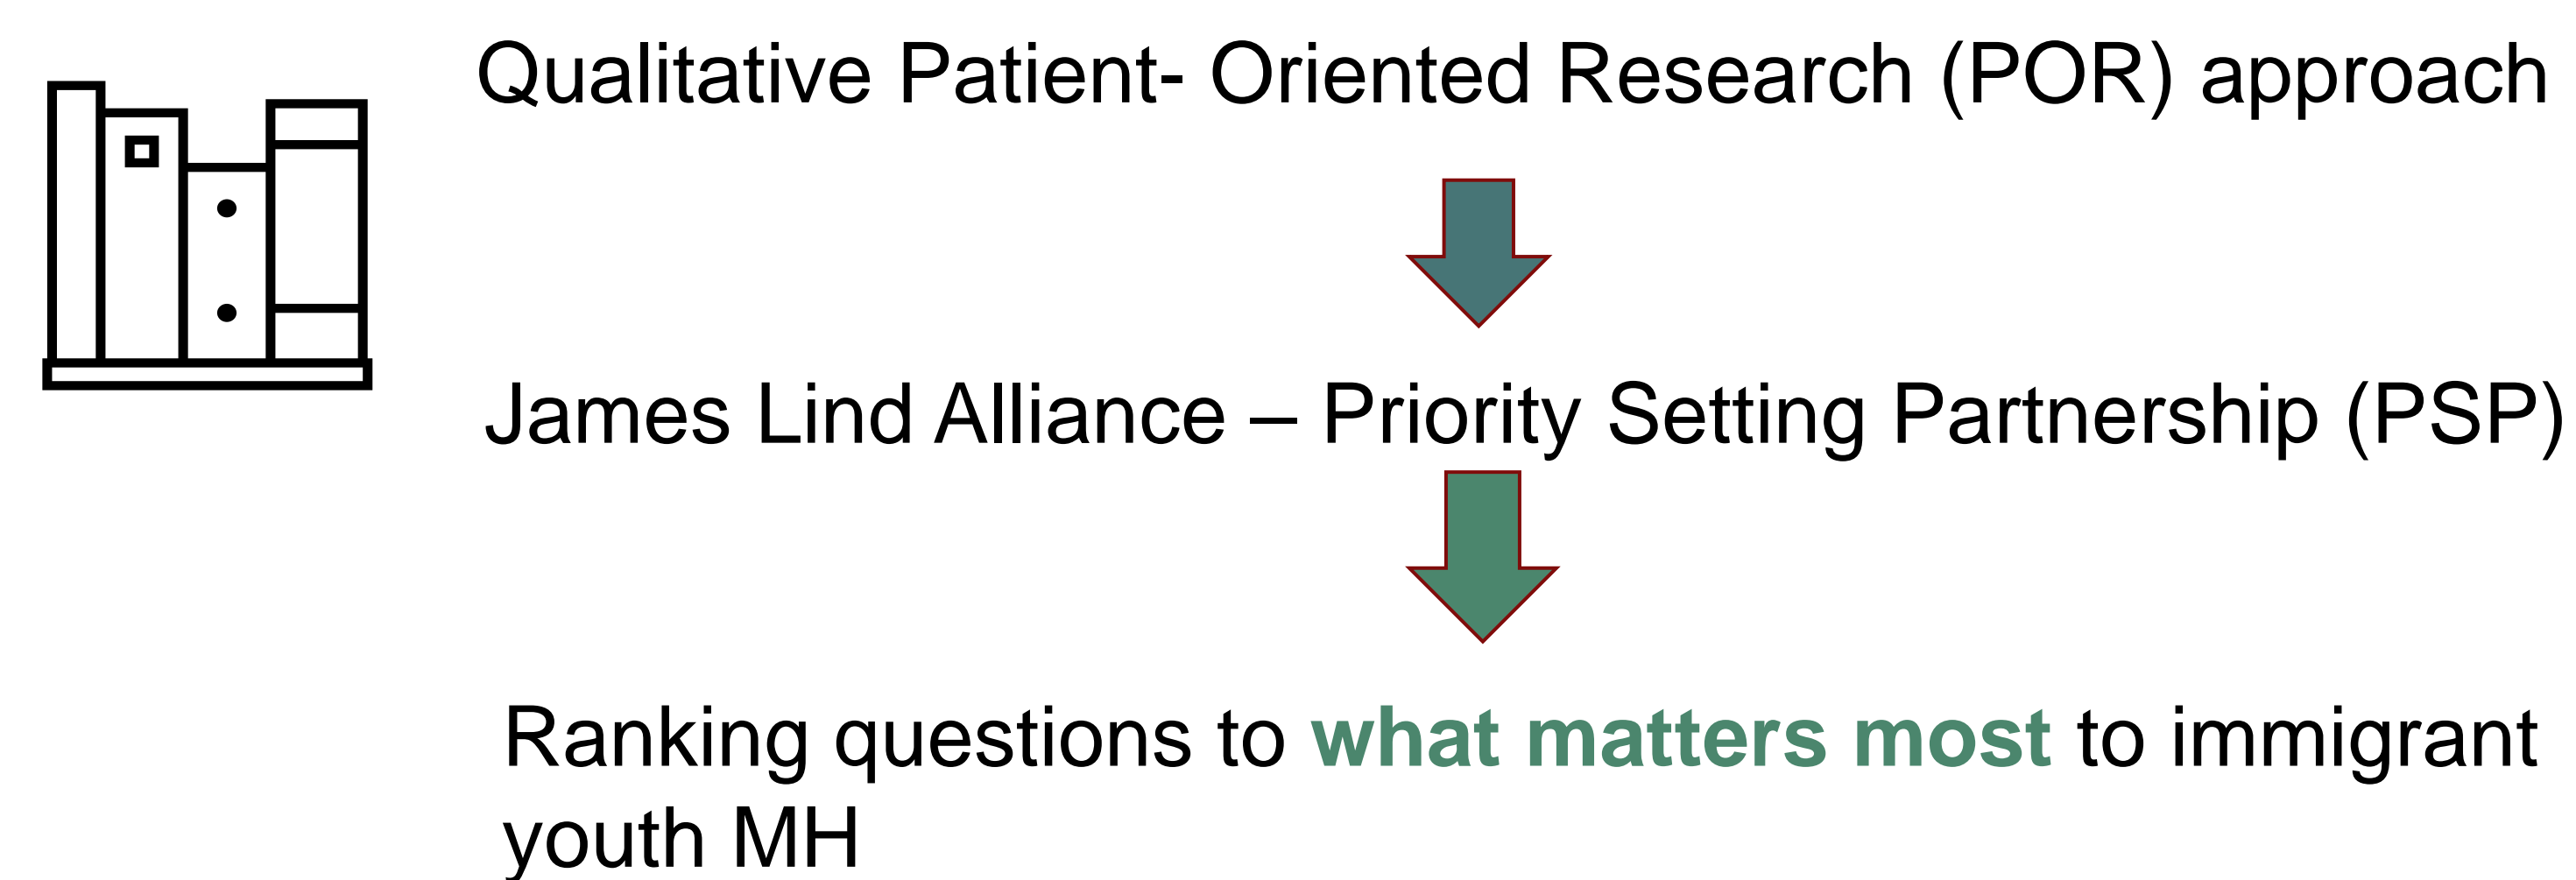 Qualitative Patient- Oriented Research (POR) approach
James Lind Alliance – Priority Setting Partnership (PSP)
Ranking questions to what matters most to immigrant
youth MH